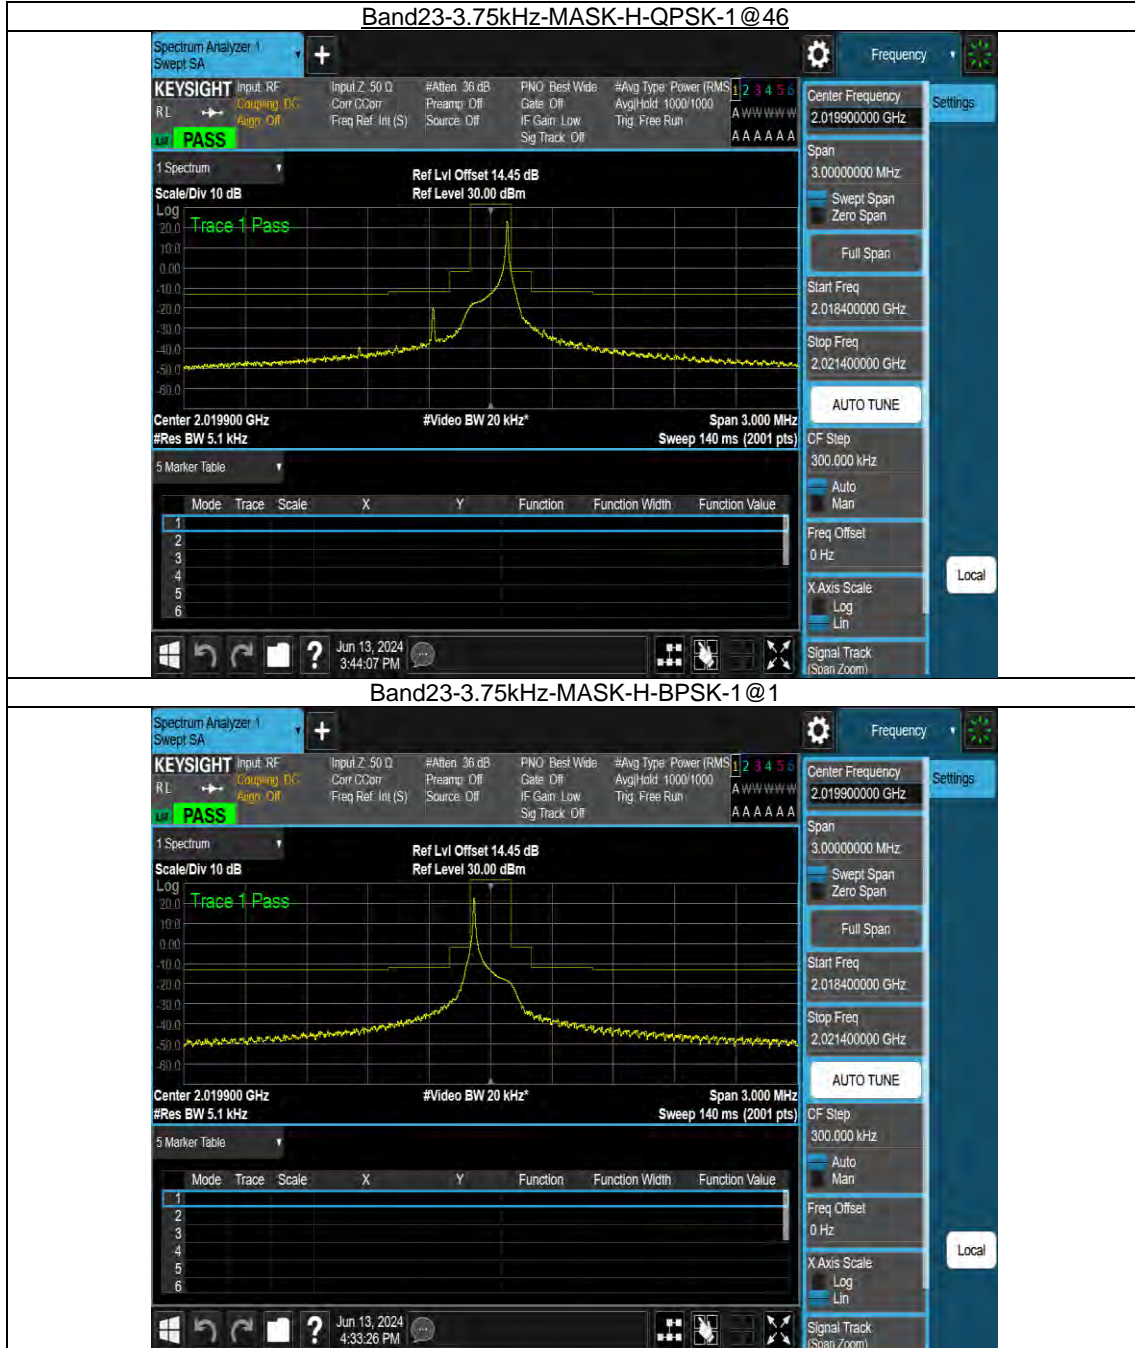 Band23-3.75kHz-MASK-H-QPSK-1@46
Spectrum Analyzer 1
Swept SA
Frequency
KEYSIGHT
RL
PASS
Input: RF
Coupling: DC
Align: Off
Input Z: 50 Ω
Corr CCorr
Freq Ref: Int (S)
#Atten: 36 dB
Preamp: Off
Source: Off
PNO: Best Wide
Gate: Off
IF Gain: Low
Sig Track: Off
#Avg Type: Power (RMS
Avg|Hold: 1000/1000
Trig: Free Run
1 2 3 4 5 6
A W W W W W
A A A A A A
1 Spectrum
Scale/Div 10 dB
Ref Lvl Offset 14.45 dB
Ref Level 30.00 dBm
Log
Trace 1 Pass
20.0
10.0
0.00
-10.0
-20.0
-30.0
-40.0
-50.0
-60.0
Center 2.019900 GHz
#Res BW 5.1 kHz
#Video BW 20 kHz*
Span 3.000 MHz
Sweep 140 ms (2001 pts)
5 Marker Table
Mode Trace Scale X Y Function Function Width Function Value
1
2
3
4
5
6
Jun 13, 2024
3:44:07 PM
Center Frequency
2.019900000 GHz
Settings
Span
3.00000000 MHz
Swept Span
Zero Span
Full Span
Start Freq
2.018400000 GHz
Stop Freq
2.021400000 GHz
AUTO TUNE
CF Step
300.000 kHz
Auto
Man
Freq Offset
0 Hz
Local
X Axis Scale
Log
Lin
Signal Track
(Span Zoom)
Band23-3.75kHz-MASK-H-BPSK-1@1
Spectrum Analyzer 1
Swept SA
Frequency
KEYSIGHT
RL
PASS
Input: RF
Coupling: DC
Align: Off
Input Z: 50 Ω
Corr CCorr
Freq Ref: Int (S)
#Atten: 36 dB
Preamp: Off
Source: Off
PNO: Best Wide
Gate: Off
IF Gain: Low
Sig Track: Off
#Avg Type: Power (RMS
Avg|Hold: 1000/1000
Trig: Free Run
1 2 3 4 5 6
A W W W W W
A A A A A A
1 Spectrum
Scale/Div 10 dB
Ref Lvl Offset 14.45 dB
Ref Level 30.00 dBm
Log
Trace 1 Pass
20.0
10.0
0.00
-10.0
-20.0
-30.0
-40.0
-50.0
-60.0
Center 2.019900 GHz
#Res BW 5.1 kHz
#Video BW 20 kHz*
Span 3.000 MHz
Sweep 140 ms (2001 pts)
5 Marker Table
Mode Trace Scale X Y Function Function Width Function Value
1
2
3
4
5
6
Jun 13, 2024
4:33:26 PM
Center Frequency
2.019900000 GHz
Settings
Span
3.00000000 MHz
Swept Span
Zero Span
Full Span
Start Freq
2.018400000 GHz
Stop Freq
2.021400000 GHz
AUTO TUNE
CF Step
300.000 kHz
Auto
Man
Freq Offset
0 Hz
Local
X Axis Scale
Log
Lin
Signal Track
(Span Zoom)